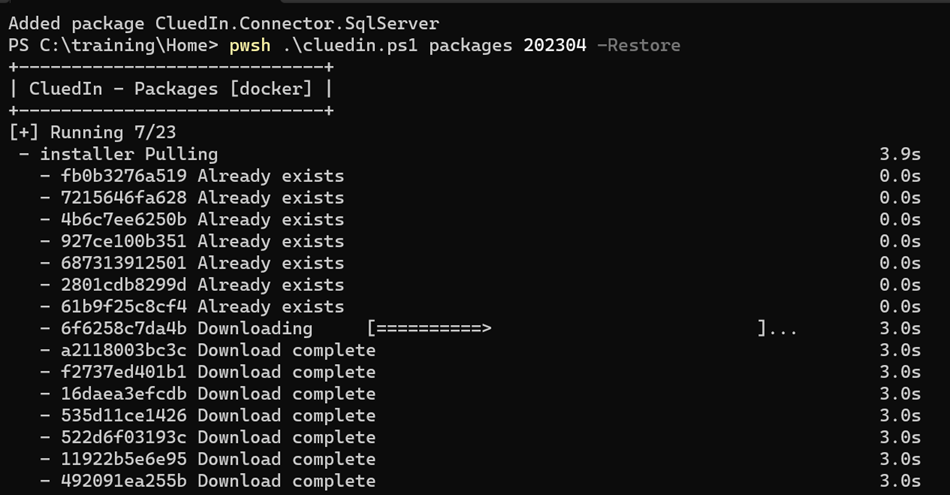 Added package CluedIn.Connector.SqlServer
PS C:\training\Home> pwsh .\cluedin.ps1 packages 202304 -Restore
+----------------------------+
| CluedIn - Packages [docker] |
+----------------------------+
[+] Running 7/23
- installer Pulling 3.9s
- fb0b3276a519 Already exists 0.0s
- 7215646fa628 Already exists 0.0s
- 4b6c7ee6250b Already exists 0.0s
- 927ce100b351 Already exists 0.0s
- 687313912501 Already exists 0.0s
- 2801cdb8299d Already exists 0.0s
- 61b9f25c8cf4 Already exists 0.0s
- 6f6258c7da4b Downloading [==========> ]... 3.0s
- a2118003bc3c Download complete 3.0s
- f2737ed401b1 Download complete 3.0s
- 16daea3efcdb Download complete 3.0s
- 535d11ce1426 Download complete 3.0s
- 522d6f03193c Download complete 3.0s
- 11922b5e6e95 Download complete 3.0s
- 492091ea255b Download complete 3.0s